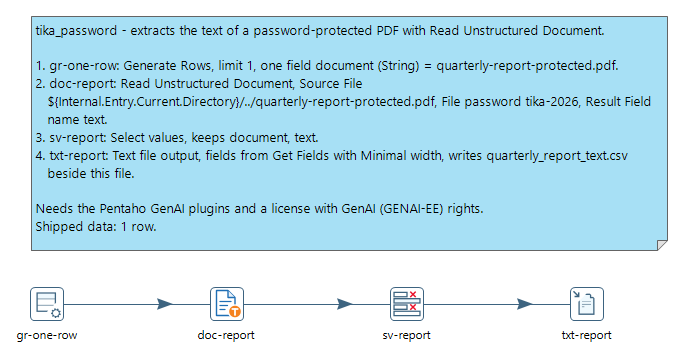 tika_password - extracts the text of a password-protected PDF with Read Unstructured Document.
1. gr-one-row: Generate Rows, limit 1, one field document (String) = quarterly-report-protected.pdf.
2. doc-report: Read Unstructured Document, Source File
${Internal.Entry.Current.Directory}/../quarterly-report-protected.pdf, File password tika-2026, Result Field
name text.
3. sv-report: Select values, keeps document, text.
4. txt-report: Text file output, fields from Get Fields with Minimal width, writes quarterly_report_text.csv
beside this file.
Needs the Pentaho GenAI plugins and a license with GenAI (GENAI-EE) rights.
Shipped data: 1 row.
T
gr-one-row
doc-report
sv-report
txt-report